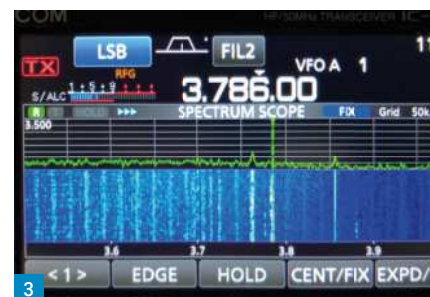 COM HF/50MHz TRANSCEIVER IC-
LSB FIL2 11
TX RFG VFO A 1
S/ALC 1·5·9 3.786.00
HOLD ►►► SPECTRUM SCOPE FIX Grid 50k
3.500
3.6 3.7 3.8 3.9
<1> EDGE HOLD CENT/FIX EXPD/
3